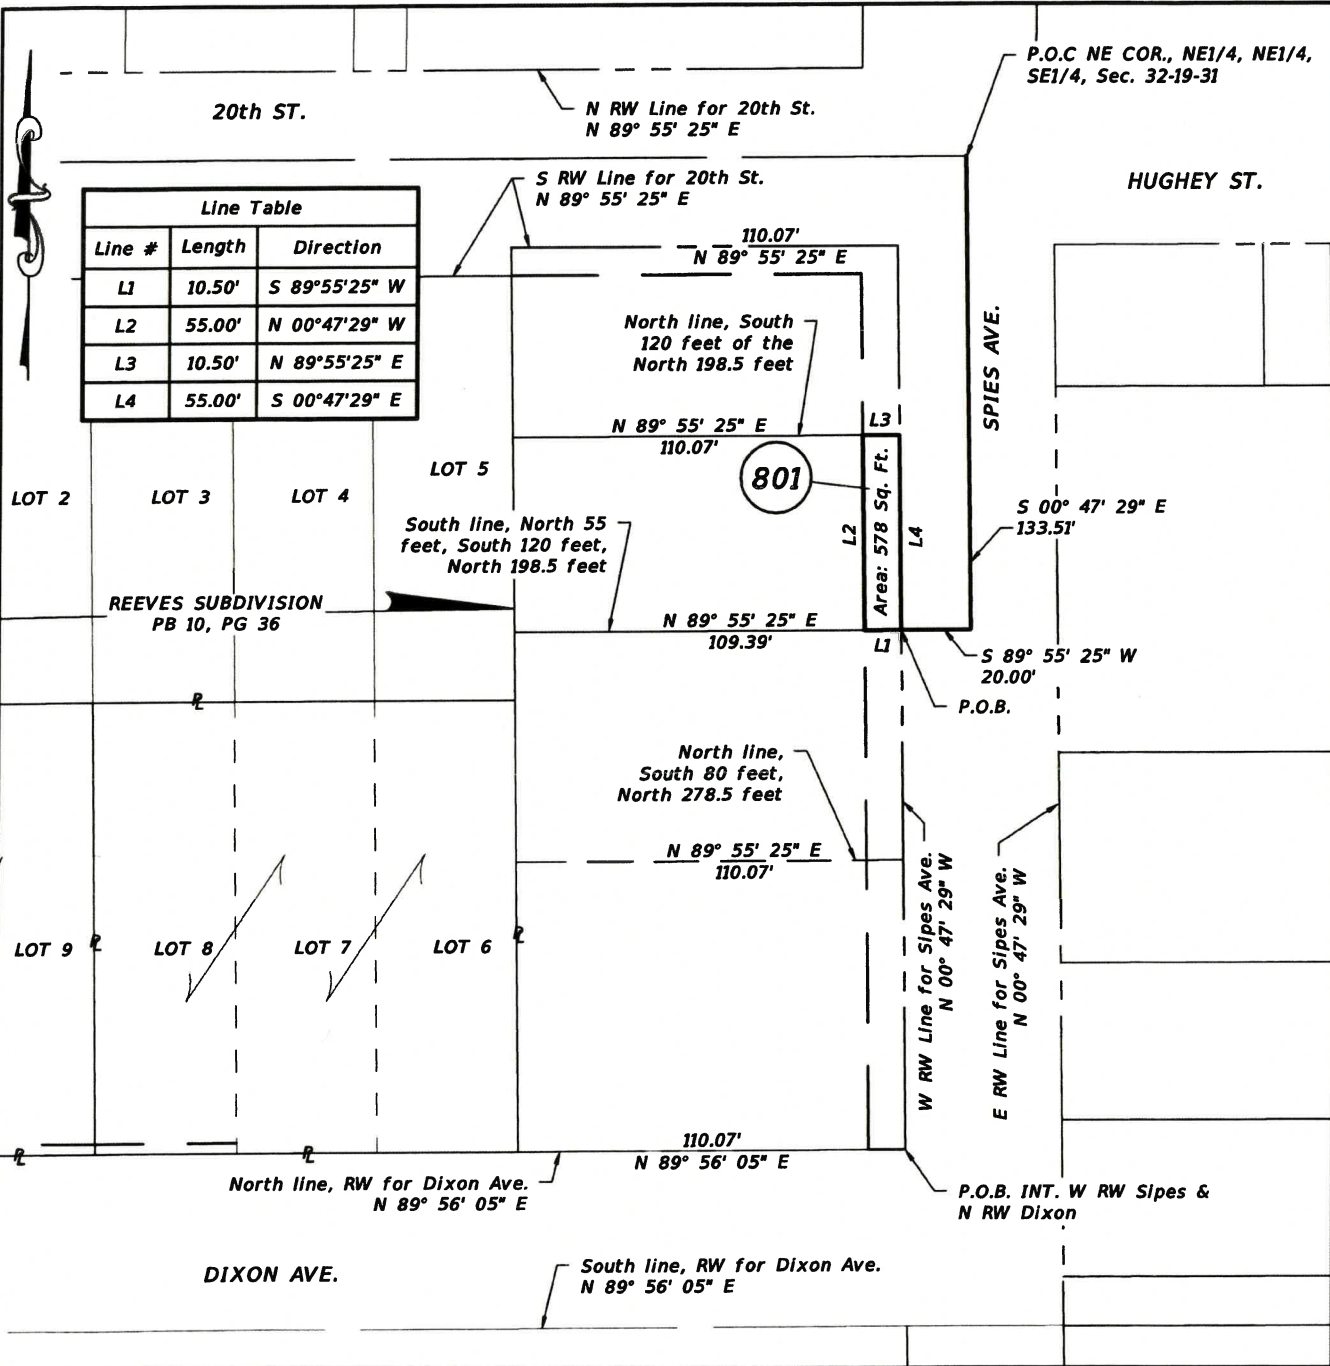 P.O.C NE COR., NE1/4, NE1/4,
SE1/4, Sec. 32-19-31
20th ST.
N RW Line for 20th St.
N 89° 55' 25" E
S RW Line for 20th St.
N 89° 55' 25" E
HUGHEY ST.
Line Table
Line # Length Direction
L1 10.50' S 89°55'25" W
L2 55.00' N 00°47'29" W
L3 10.50' N 89°55'25" E
L4 55.00' S 00°47'29" E
110.07'
N 89° 55' 25" E
North line, South
120 feet of the
North 198.5 feet
SPIES AVE.
N 89° 55' 25" E
110.07'
L3
801
Area: 578 Sq. Ft.
L2
L4
LOT 2
LOT 3
LOT 4
LOT 5
South line, North 55
feet, South 120 feet,
North 198.5 feet
S 00° 47' 29" E
133.51'
REEVES SUBDIVISION
PB 10, PG 36
N 89° 55' 25" E
109.39'
L1
S 89° 55' 25" W
20.00'
P.O.B.
PL
North line,
South 80 feet,
North 278.5 feet
N 89° 55' 25" E
110.07'
W RW Line for Sipes Ave.
N 00° 47' 29" W
E RW Line for Sipes Ave.
N 00° 47' 29" W
LOT 9
PL
LOT 8
LOT 7
LOT 6
PL
PL
PL
110.07'
N 89° 56' 05" E
North line, RW for Dixon Ave.
N 89° 56' 05" E
P.O.B. INT. W RW Sipes &
N RW Dixon
DIXON AVE.
South line, RW for Dixon Ave.
N 89° 56' 05" E